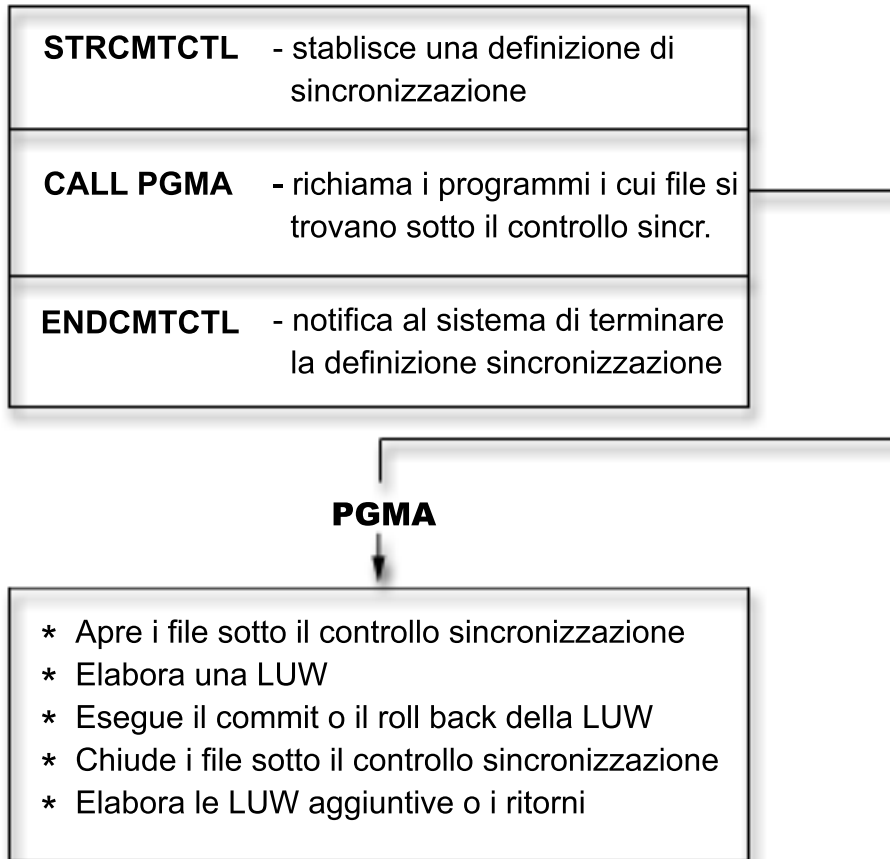 STRCMTCTL - stablisce una definizione di
sincronizzazione
CALL PGMA - richiama i programmi i cui file si
trovano sotto il controllo sincr.
ENDCMTCTL - notifica al sistema di terminare
la definizione sincronizzazione
PGMA
* Apre i file sotto il controllo sincronizzazione
* Elabora una LUW
* Esegue il commit o il roll back della LUW
* Chiude i file sotto il controllo sincronizzazione
* Elabora le LUW aggiuntive o i ritorni